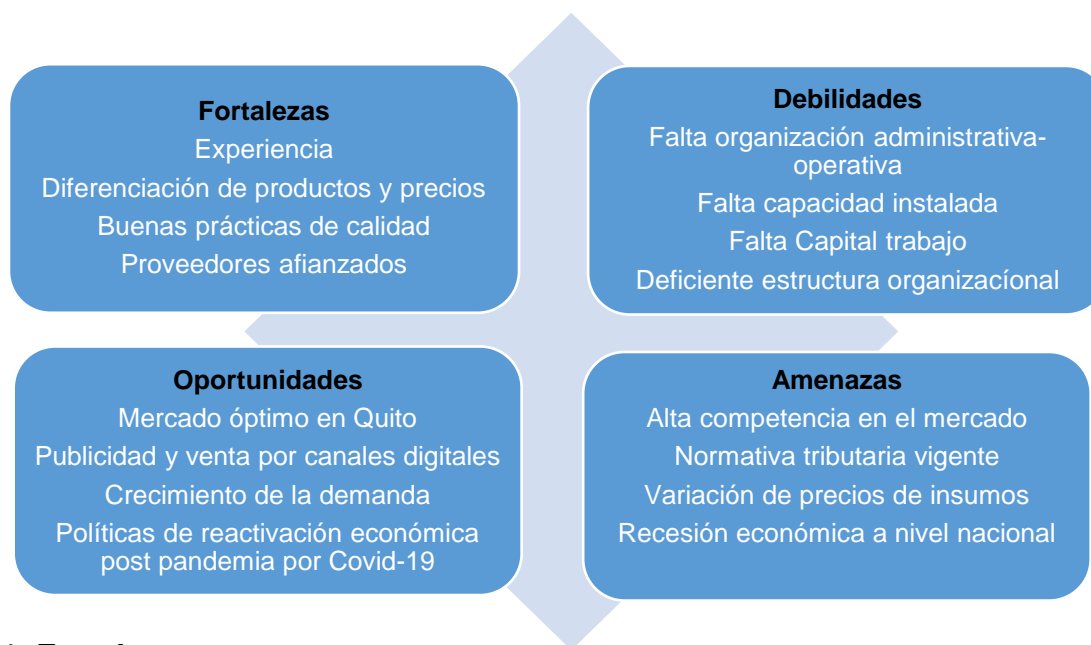 Fortalezas
Experiencia
Diferenciación de productos y precios
Buenas prácticas de calidad
Proveedores afianzados
Debilidades
Falta organización administrativa-
operativa
Falta capacidad instalada
Falta Capital trabajo
Deficiente estructura organizacíonal
Oportunidades
Mercado óptimo en Quito
Publicidad y venta por canales digitales
Crecimiento de la demanda
Políticas de reactivación económica
post pandemia por Covid-19
Amenazas
Alta competencia en el mercado
Normativa tributaria vigente
Variación de precios de insumos
Recesión económica a nivel nacional